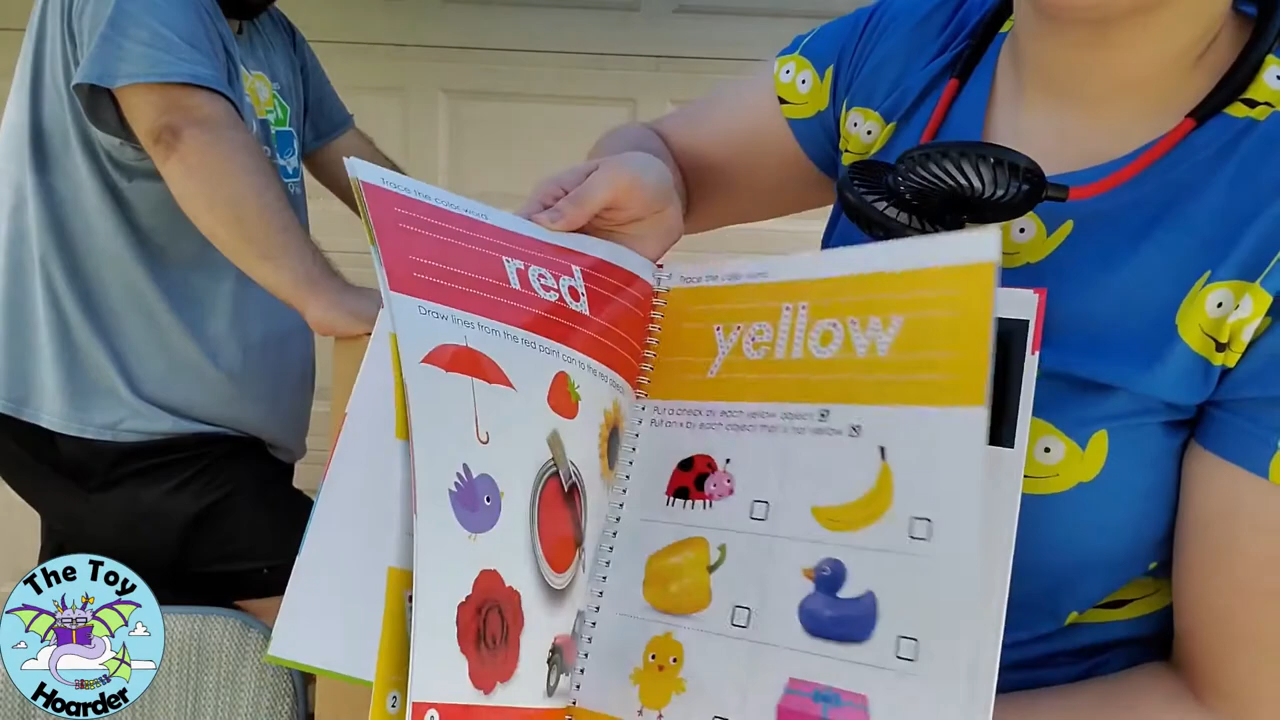 Trace the color word.
red
Draw lines from the red paint can to the red objects.
Trace the color word.
yellow
Put a check by each yellow object.
Put an x by each object that is not yellow.
2
The Toy
Hoarder